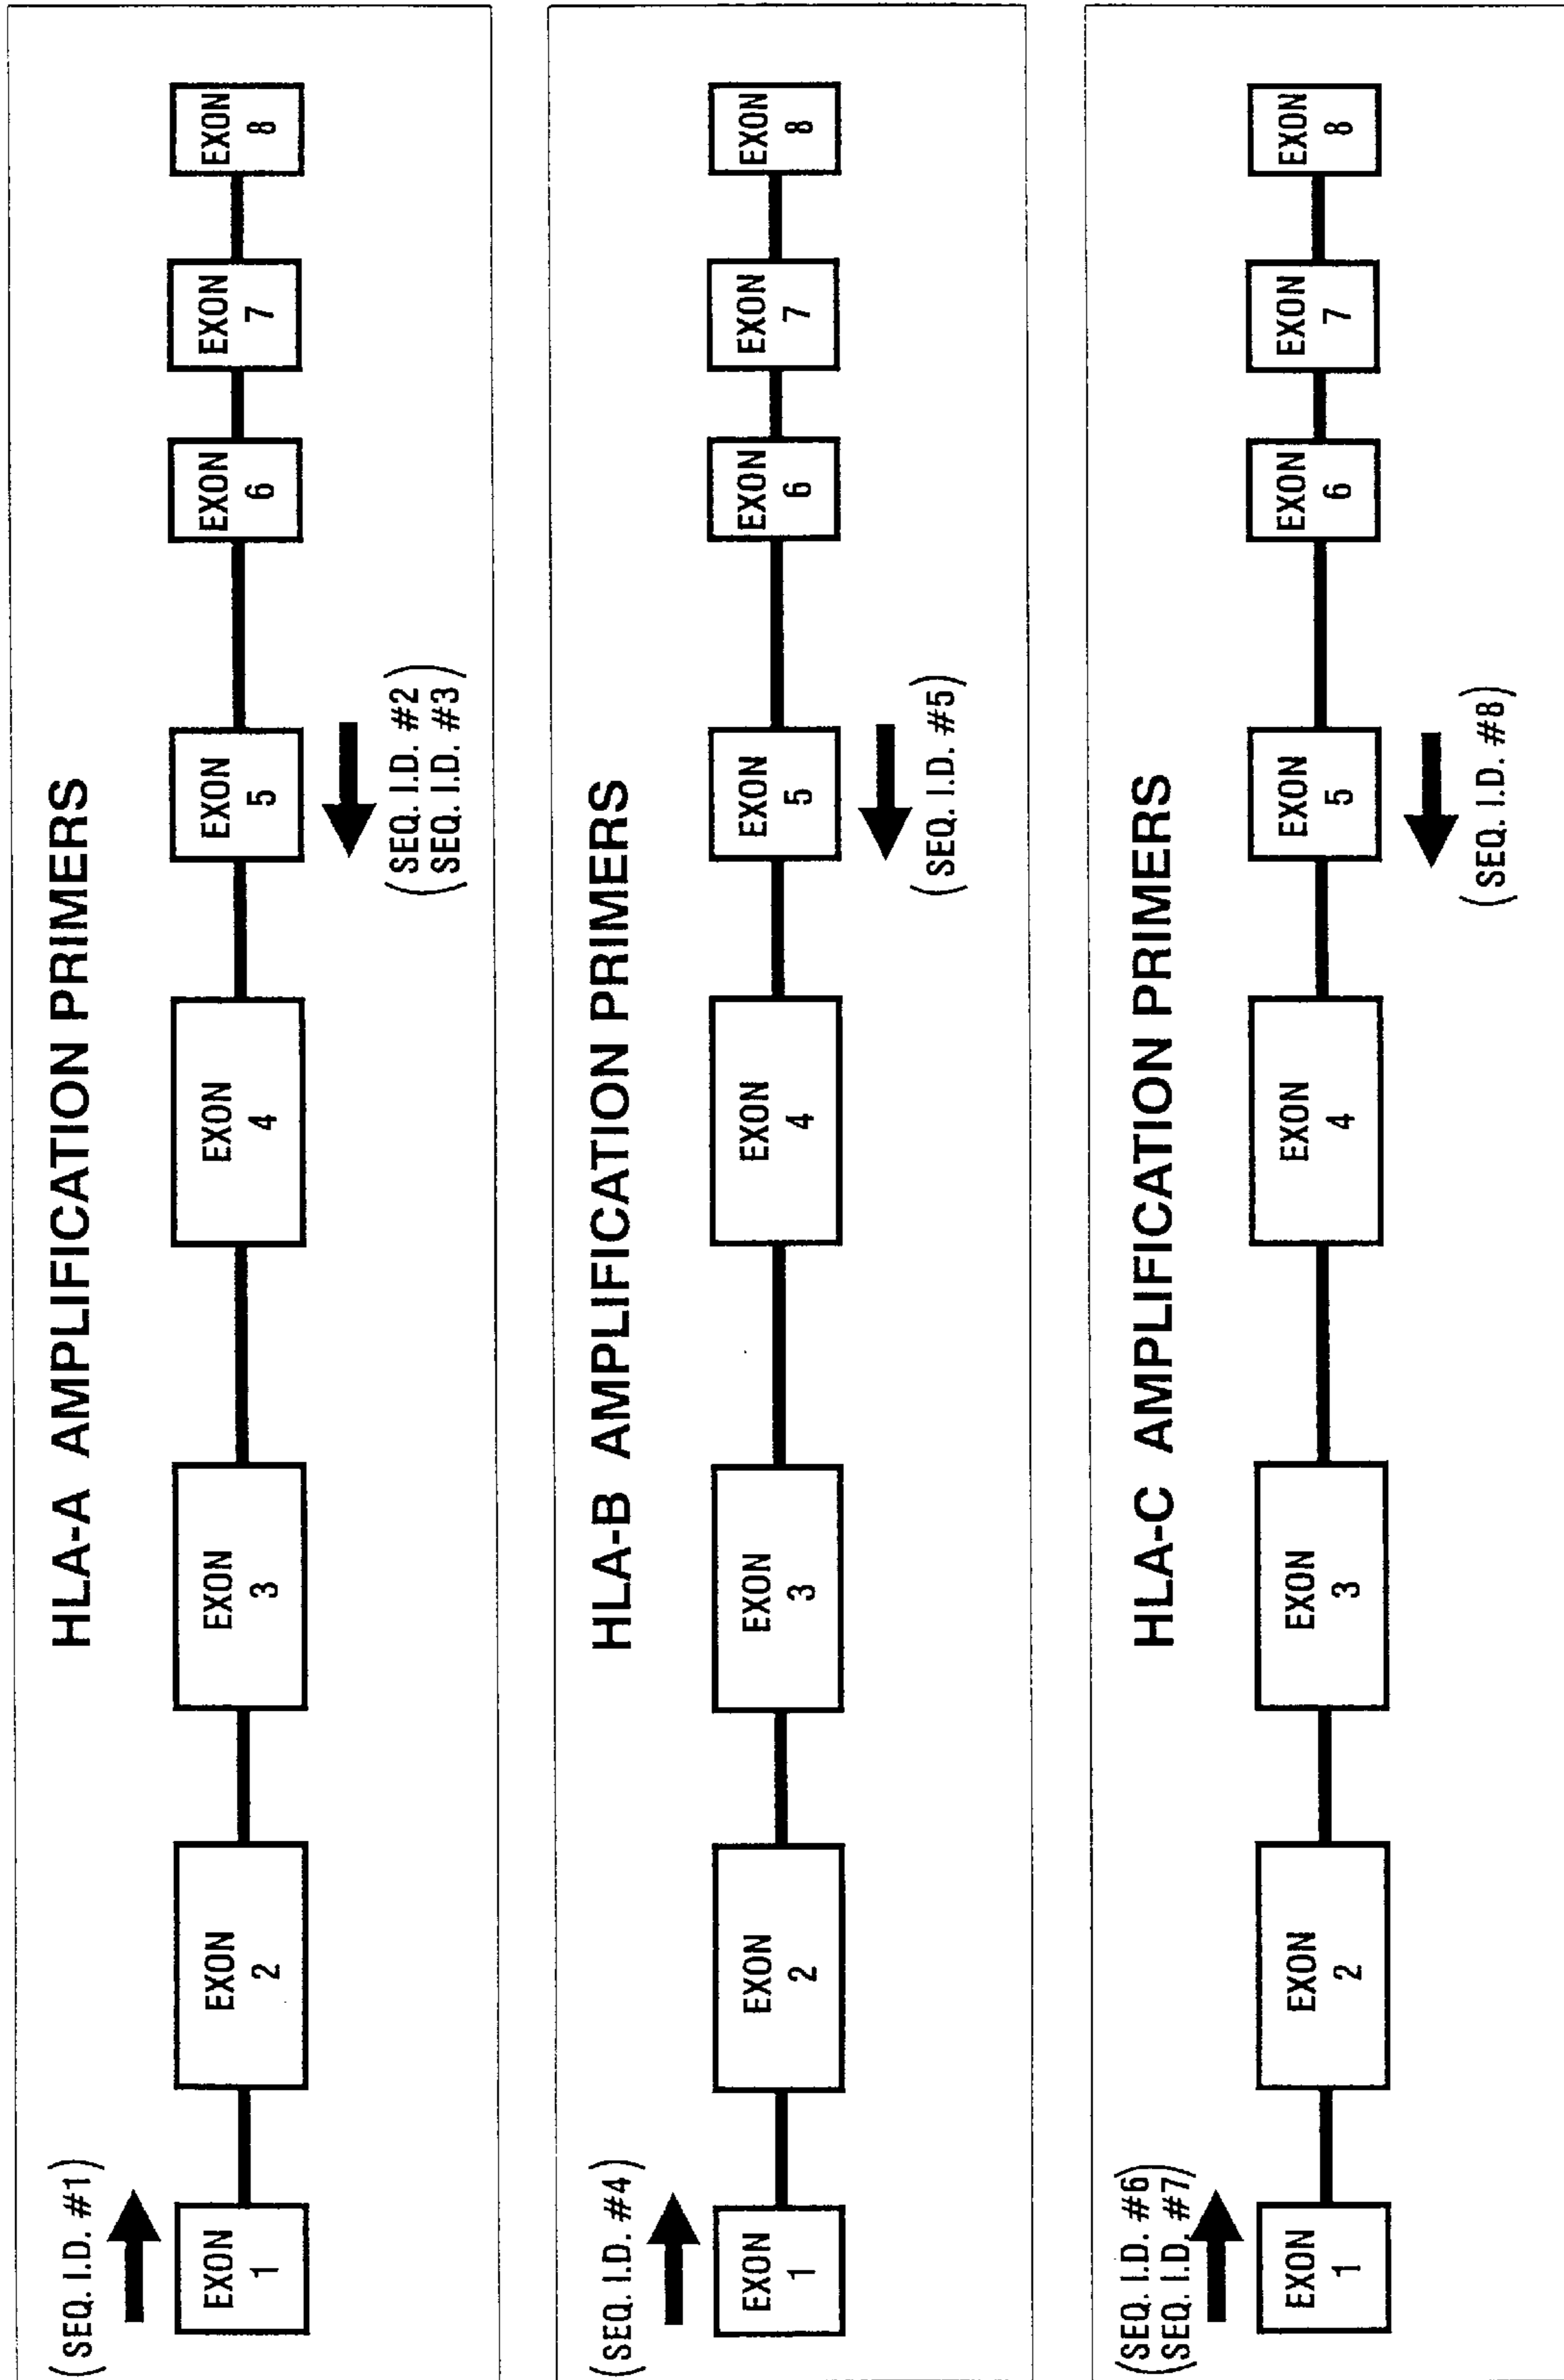 HLA-A AMPLIFICATION PRIMERS
(SEQ. I.D. #1)
EXON 1
EXON 2
EXON 3
EXON 4
EXON 5
EXON 6
EXON 7
EXON 8
(SEQ. I.D. #2)
(SEQ. I.D. #3)
HLA-B AMPLIFICATION PRIMERS
(SEQ. I.D. #4)
EXON 1
EXON 2
EXON 3
EXON 4
EXON 5
EXON 6
EXON 7
EXON 8
(SEQ. I.D. #5)
HLA-C AMPLIFICATION PRIMERS
(SEQ. I.D. #6)
(SEQ. I.D. #7)
EXON 1
EXON 2
EXON 3
EXON 4
EXON 5
EXON 6
EXON 7
EXON 8
(SEQ. I.D. #8)